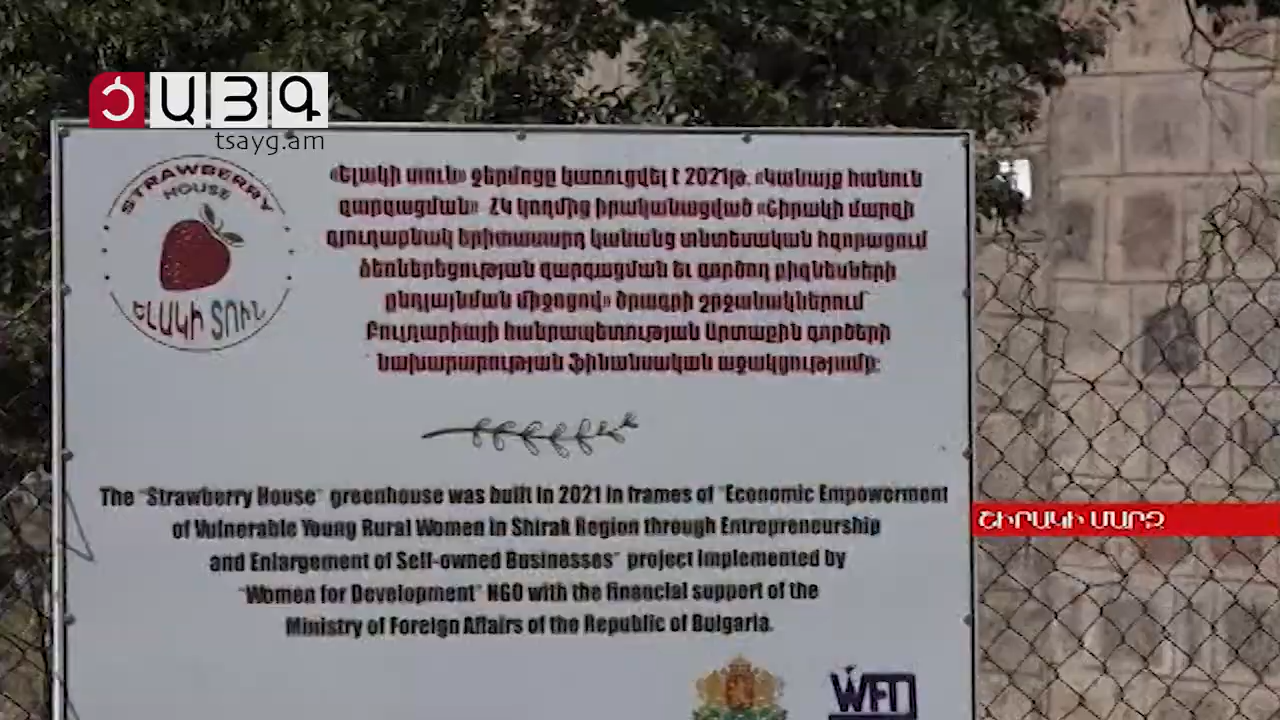 ՑԱՅԳ
tsayg.am
STRAWBERRY
HOUSE
ԵԼԱԿԻ ՏՈՒՆ
«Ելակի տուն» ջերմոցը կառուցվել է 2021թ. «Կանայք հանուն
զարգացման» ՀԿ կողմից իրականացված «Շիրակի մարզի
գյուղաբնակ երիտասարդ կանանց տնտեսական հզորացում
ձեռներեցության զարգացման եւ գործող բիզնեսների
ընդլայնման միջոցով» ծրագրի շրջանակներում
Բուլղարիայի հանրապետության Արտաքին գործերի
նախարարության ֆինանսական աջակցությամբ:
The "Strawberry House" greenhouse was built in 2021 in frames of "Economic Empowerment
of Vulnerable Young Rural Women in Shirak Region through Entrepreneurship
and Enlargement of Self-owned Businesses" project implemented by
"Women for Development" NGO with the financial support of the
Ministry of Foreign Affairs of the Republic of Bulgaria.
WFD
ՇԻՐԱԿԻ ՄԱՐԶ